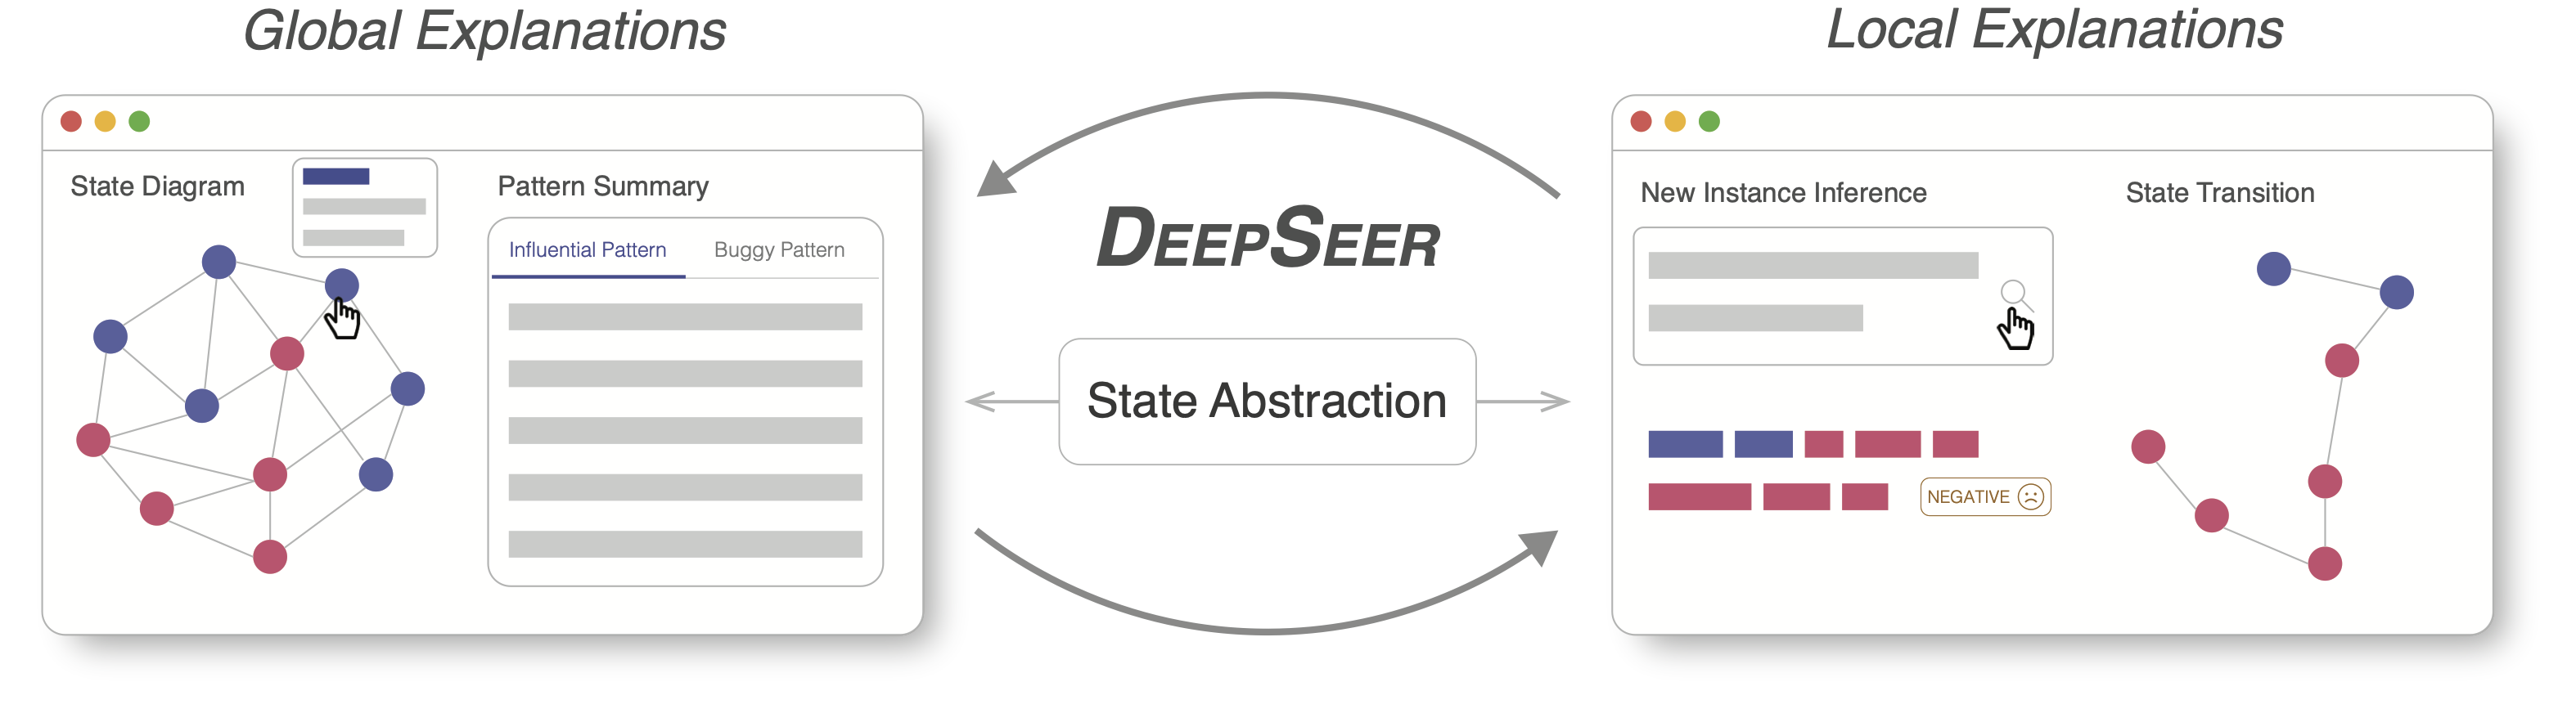 Global Explanations
State Diagram
Pattern Summary
Influential Pattern
Buggy Pattern
DEEPSEER
State Abstraction
Local Explanations
New Instance Inference
NEGATIVE
State Transition